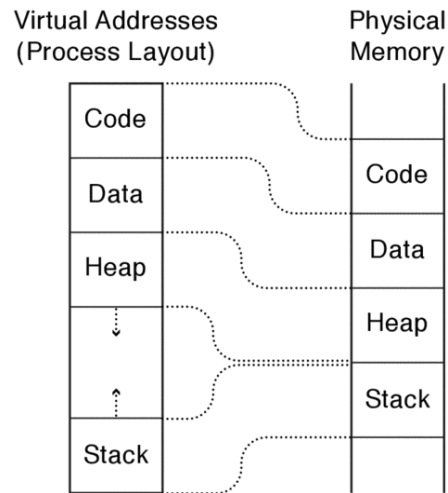 Virtual Addresses
(Process Layout)
Code
Data
Heap
Stack
Physical
Memory
Code
Data
Heap
Stack